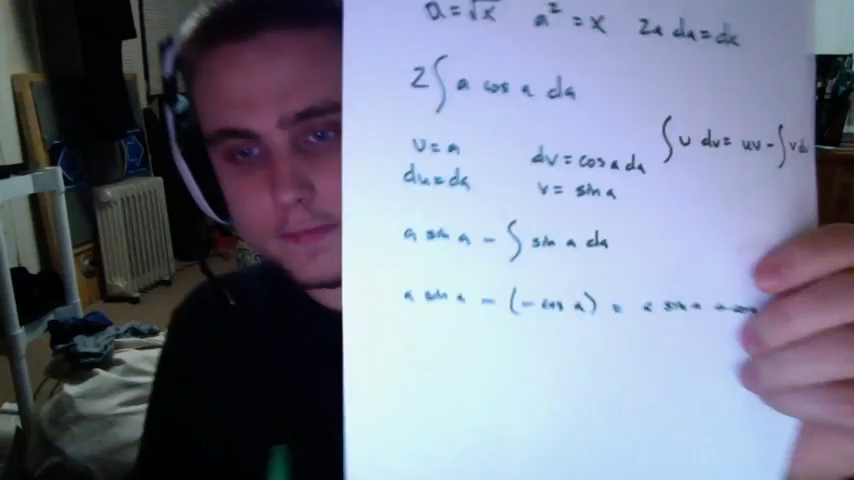 a = √x a² = x 2a da = dx
2∫ a cos a da
∫ u dv = uv - ∫ v du
u = a dv = cos a da
du = da v = sin a
a sin a - ∫ sin a da
a sin a - (- cos a) = a sin a + cos